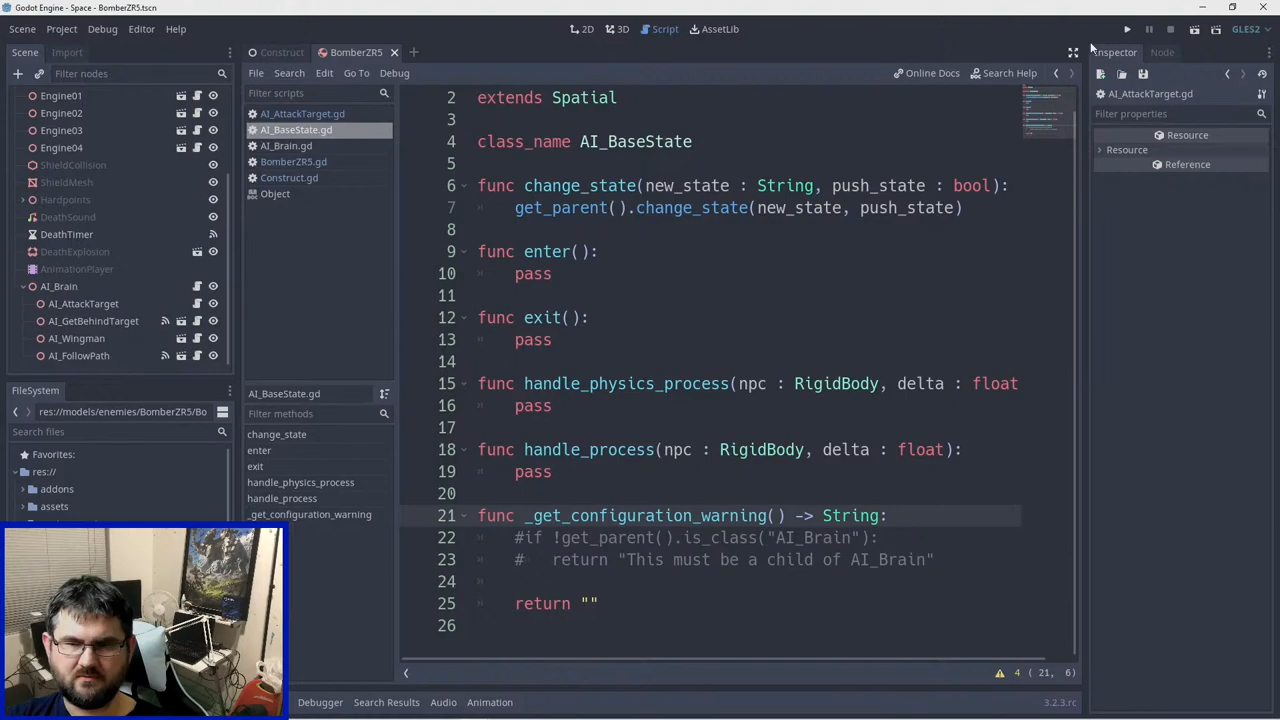 Godot Engine - Space - BomberZR5.tscn
Scene Project Debug Editor Help
2D 3D Script AssetLib
GLES2
Scene Import
Filter nodes
Engine01
Engine02
Engine03
Engine04
ShieldCollision
ShieldMesh
Hardpoints
DeathSound
DeathTimer
DeathExplosion
AnimationPlayer
AI_Brain
AI_AttackTarget
AI_GetBehindTarget
AI_Wingman
AI_FollowPath
FileSystem
res://models/enemies/BomberZR5/Bo
Search files
Favorites:
res://
addons
assets
Construct BomberZR5
File Search Edit Go To Debug
Online Docs Search Help
Filter scripts
AI_AttackTarget.gd
AI_BaseState.gd
AI_Brain.gd
BomberZR5.gd
Construct.gd
Object
AI_BaseState.gd
Filter methods
change_state
enter
exit
handle_physics_process
handle_process
_get_configuration_warning
2 extends Spatial
3
4 class_name AI_BaseState
5
6 func change_state(new_state : String, push_state : bool):
7 get_parent().change_state(new_state, push_state)
8
9 func enter():
10 pass
11
12 func exit():
13 pass
14
15 func handle_physics_process(npc : RigidBody, delta : float
16 pass
17
18 func handle_process(npc : RigidBody, delta : float):
19 pass
20
21 func _get_configuration_warning() -> String:
22 #if !get_parent().is_class("AI_Brain"):
23 # return "This must be a child of AI_Brain"
24
25 return ""
26
4 ( 21, 6)
Debugger Search Results Audio Animation
3.2.3.rc
Inspector Node
AI_AttackTarget.gd
Filter properties
Resource
Resource
Reference